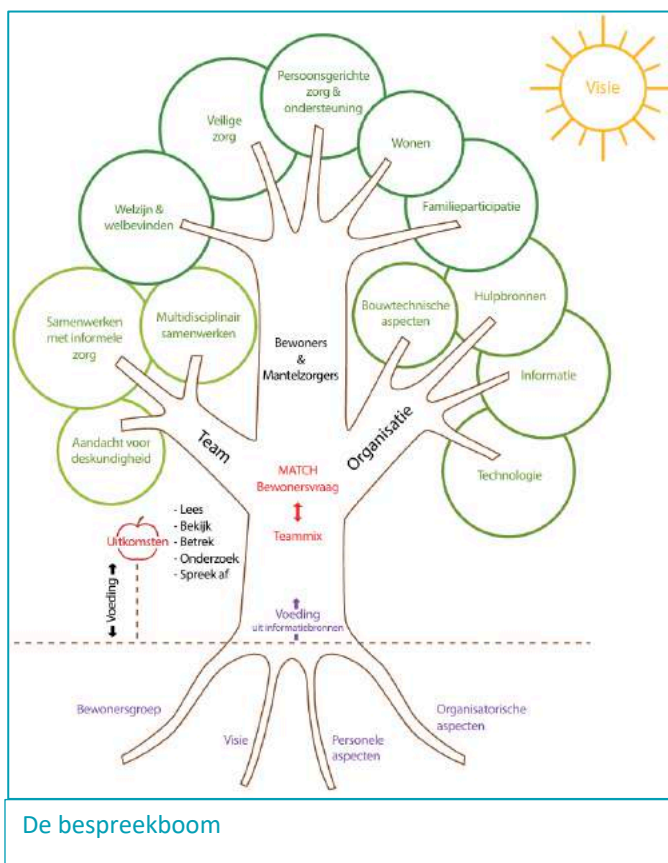 Visie
Persoonsgerichte
zorg &
ondersteuning
Veilige
zorg
Wonen
Welzijn &
welbevinden
Familieparticipatie
Samenwerken
met informele
zorg
Multidisciplinair
samenwerken
Bouwtechnische
aspecten
Hulpbronnen
Bewoners
&
Mantelzorgers
Informatie
Aandacht voor
deskundigheid
Team
Organisatie
Technologie
MATCH
Bewonersvraag
Teammix
Uitkomsten
- Lees
- Bekijk
- Betrek
- Onderzoek
- Spreek af
Voeding
Voeding
uit informatiebronnen
Bewonersgroep
Visie
Personele
aspecten
Organisatorische
aspecten
De bespreekboom